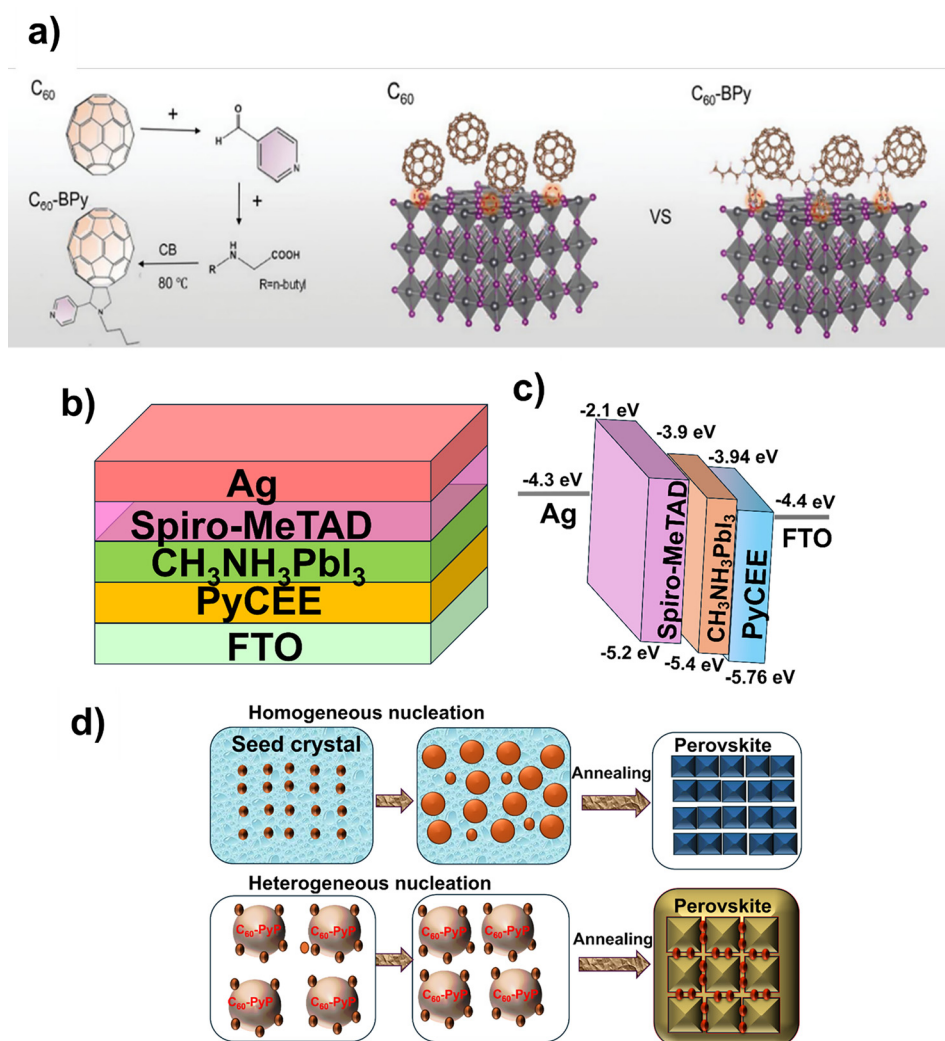 a)
C60
+
O
H
N
+
C60-BPy
CB
80 ℃
H
N
R
COOH
R=n-butyl
N
N
C60
VS
C60-BPy
b)
Ag
Spiro-MeTAD
CH3NH3PbI3
PyCEE
FTO
c)
-2.1 eV
-3.9 eV
-3.94 eV
-4.3 eV
Ag
-4.4 eV
FTO
Spiro-MeTAD
CH3NH3PbI3
PyCEE
-5.2 eV
-5.4 eV
-5.76 eV
d)
Homogeneous nucleation
Seed crystal
Annealing
Perovskite
Heterogeneous nucleation
C60-PyP
C60-PyP
C60-PyP
C60-PyP
C60-PyP
C60-PyP
C60-PyP
C60-PyP
Annealing
Perovskite